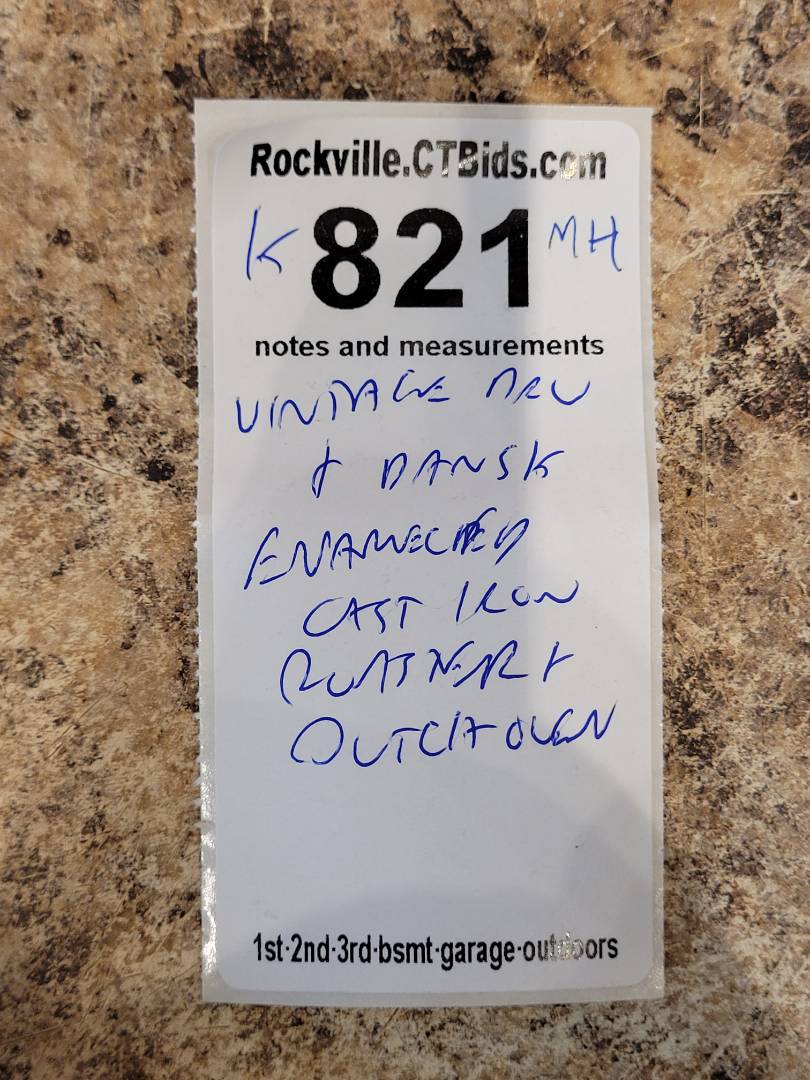 Rockville.CTBids.com
K 821 MH
notes and measurements
VINTAGE DRU
+ DANSK
ENAMELED
CAST IRON
ROASTER +
DUTCH OVEN
1st·2nd·3rd·bsmt·garage·outdoors